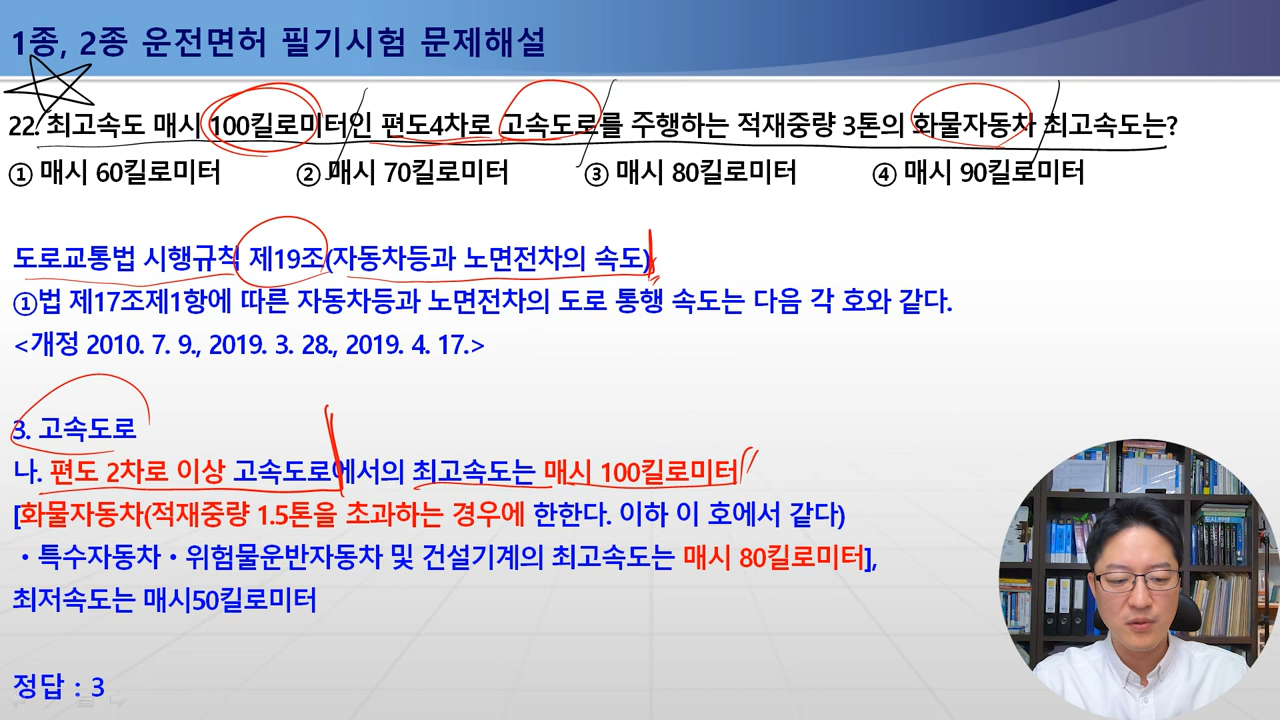 1종, 2종 운전면허 필기시험 문제해설
22. 최고속도 매시 100킬로미터인 편도4차로 고속도로를 주행하는 적재중량 3톤의 화물자동차 최고속도는?
① 매시 60킬로미터 ② 매시 70킬로미터 ③ 매시 80킬로미터 ④ 매시 90킬로미터
도로교통법 시행규칙 제19조(자동차등과 노면전차의 속도)
①법 제17조제1항에 따른 자동차등과 노면전차의 도로 통행 속도는 다음 각 호와 같다.
<개정 2010. 7. 9., 2019. 3. 28., 2019. 4. 17.>
3. 고속도로
나. 편도 2차로 이상 고속도로에서의 최고속도는 매시 100킬로미터
[화물자동차(적재중량 1.5톤을 초과하는 경우에 한한다. 이하 이 호에서 같다)
·특수자동차·위험물운반자동차 및 건설기계의 최고속도는 매시 80킬로미터],
최저속도는 매시50킬로미터
정답 : 3